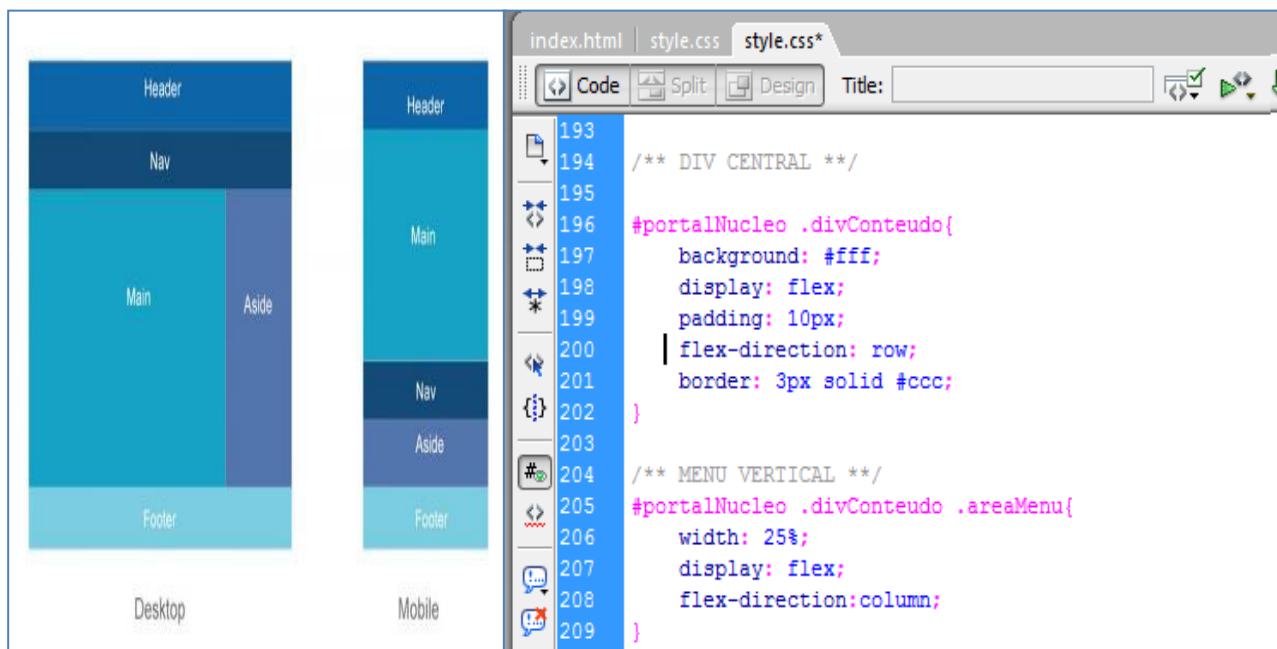 Header
Nav
Main
Aside
Footer
Desktop
Header
Main
Nav
Aside
Footer
Mobile
index.html style.css style.css*
Code Split Design Title:
193
194 /** DIV CENTRAL **/
195
196 #portalNucleo .divConteudo{
197 background: #fff;
198 display: flex;
199 padding: 10px;
200 flex-direction: row;
201 border: 3px solid #ccc;
202 }
203
204 /** MENU VERTICAL **/
205 #portalNucleo .divConteudo .areaMenu{
206 width: 25%;
207 display: flex;
208 flex-direction:column;
209 }